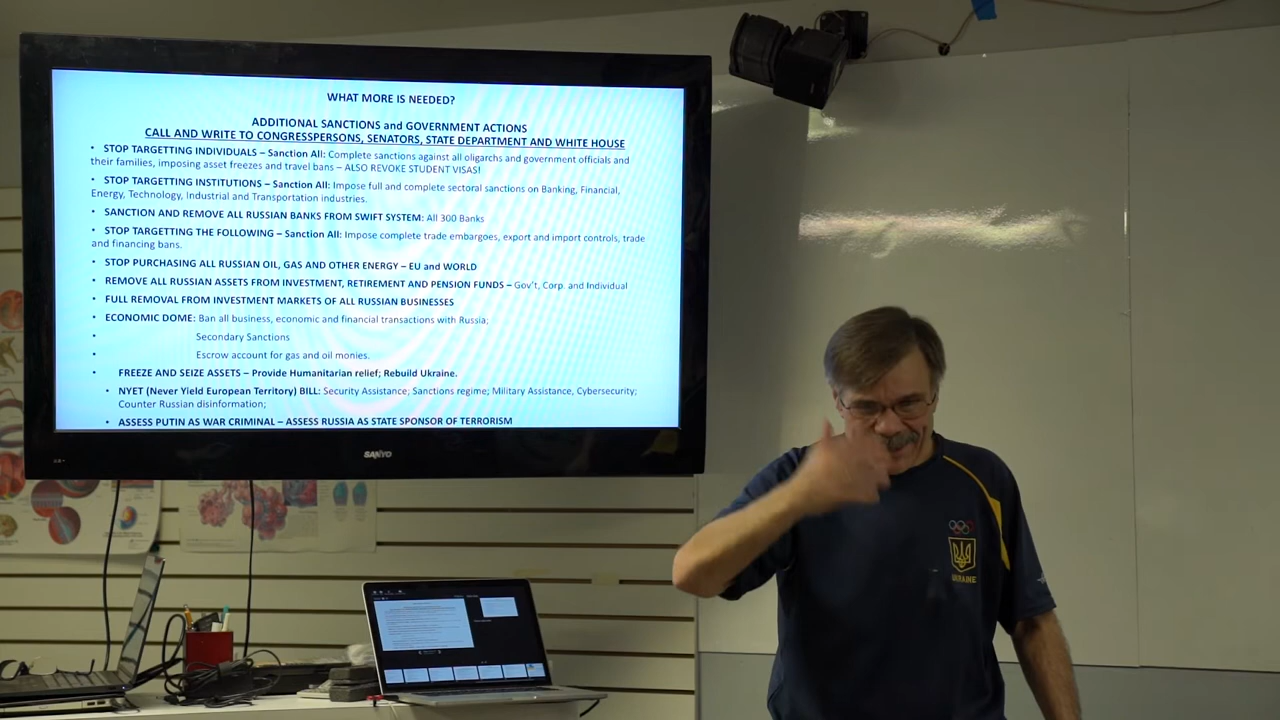 WHAT MORE IS NEEDED?
ADDITIONAL SANCTIONS and GOVERNMENT ACTIONS
CALL AND WRITE TO CONGRESSPERSONS, SENATORS, STATE DEPARTMENT AND WHITE HOUSE
• STOP TARGETTING INDIVIDUALS – Sanction All: Complete sanctions against all oligarchs and government officials and
their families, imposing asset freezes and travel bans – ALSO REVOKE STUDENT VISAS!
• STOP TARGETTING INSTITUTIONS – Sanction All: Impose full and complete sectoral sanctions on Banking, Financial,
Energy, Technology, Industrial and Transportation industries.
• SANCTION AND REMOVE ALL RUSSIAN BANKS FROM SWIFT SYSTEM: All 300 Banks
• STOP TARGETTING THE FOLLOWING – Sanction All: Impose complete trade embargoes, export and import controls, trade
and financing bans.
• STOP PURCHASING ALL RUSSIAN OIL, GAS AND OTHER ENERGY – EU and WORLD
• REMOVE ALL RUSSIAN ASSETS FROM INVESTMENT, RETIREMENT AND PENSION FUNDS – Gov't, Corp. and Individual
• FULL REMOVAL FROM INVESTMENT MARKETS OF ALL RUSSIAN BUSINESSES
• ECONOMIC DOME: Ban all business, economic and financial transactions with Russia;
• Secondary Sanctions
• Escrow account for gas and oil monies.
• FREEZE AND SEIZE ASSETS – Provide Humanitarian relief; Rebuild Ukraine.
• NYET (Never Yield European Territory) BILL: Security Assistance; Sanctions regime; Military Assistance, Cybersecurity;
Counter Russian disinformation;
• ASSESS PUTIN AS WAR CRIMINAL – ASSESS RUSSIA AS STATE SPONSOR OF TERRORISM
SANYO
UKRAINE